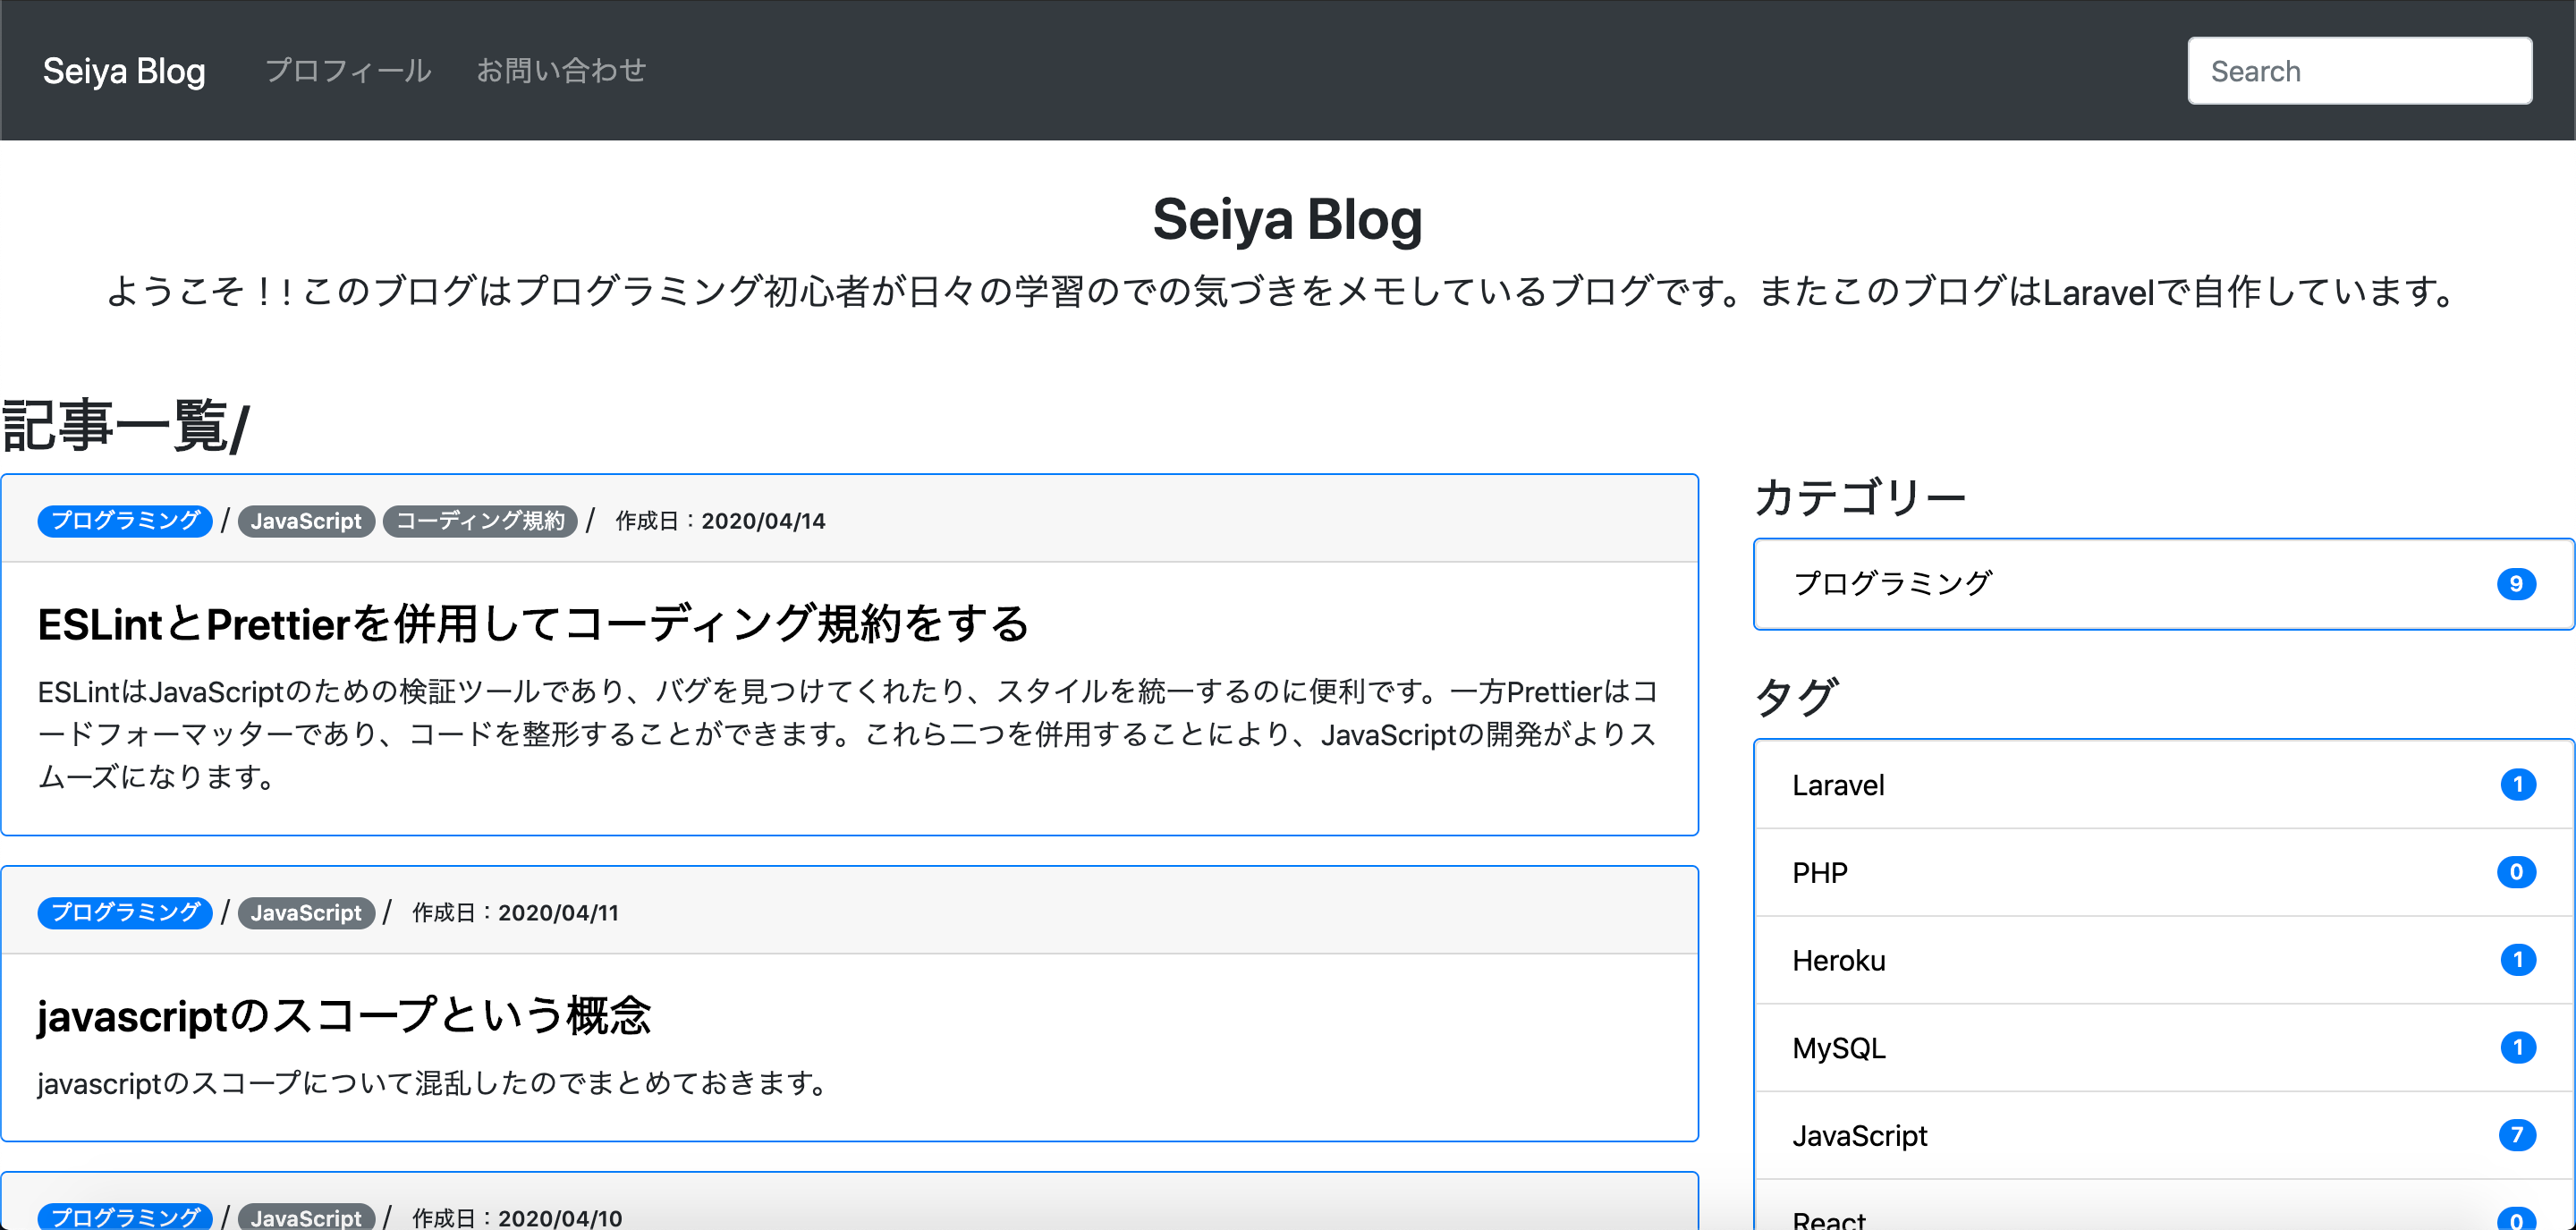 Seiya Blog プロフィール お問い合わせ Search
Seiya Blog
ようこそ！! このブログはプログラミング初心者が日々の学習のでの気づきをメモしているブログです。またこのブログはLaravelで自作しています。
記事一覧/
プログラミング / JavaScript コーディング規約 / 作成日：2020/04/14
ESLintとPrettierを併用してコーディング規約をする
ESLintはJavaScriptのための検証ツールであり、バグを見つけてくれたり、スタイルを統一するのに便利です。一方Prettierはコ
ードフォーマッターであり、コードを整形することができます。これら二つを併用することにより、JavaScriptの開発がよりス
ムーズになります。
プログラミング / JavaScript / 作成日：2020/04/11
javascriptのスコープという概念
javascriptのスコープについて混乱したのでまとめておきます。
プログラミング / JavaScript / 作成日：2020/04/10
カテゴリー
プログラミング 9
タグ
Laravel 1
PHP 0
Heroku 1
MySQL 1
JavaScript 7
React 0